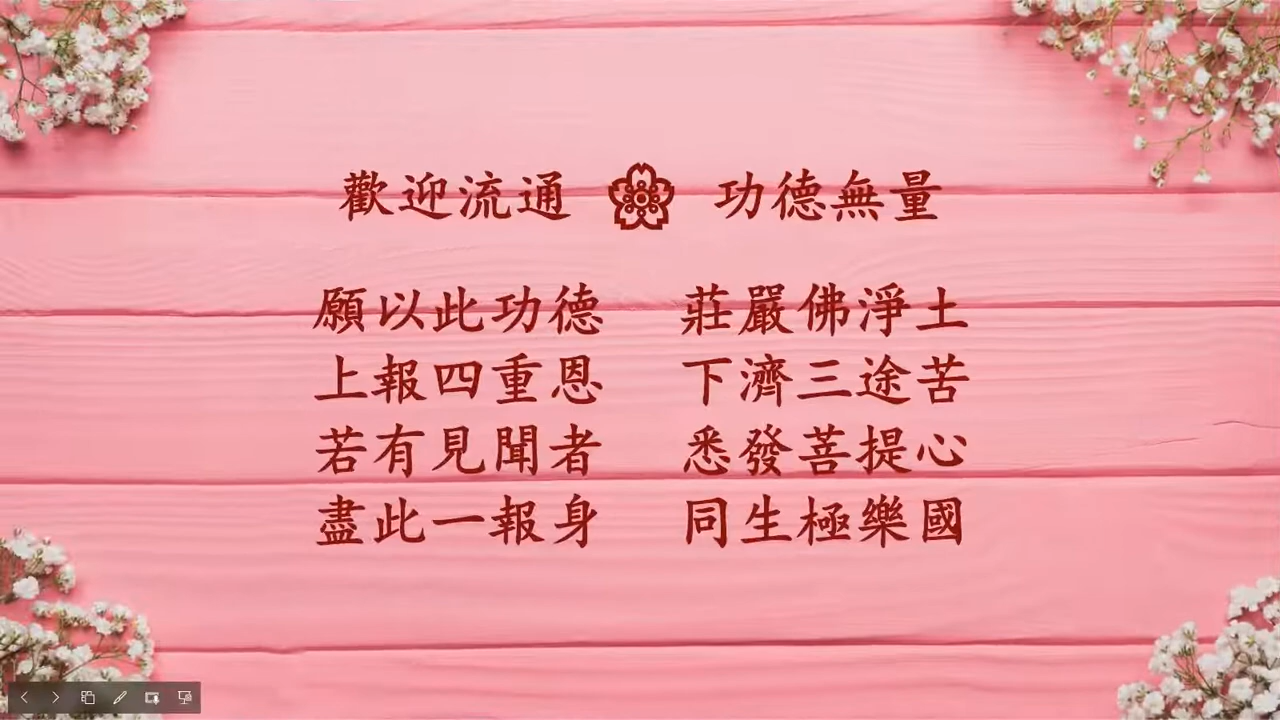 歡迎流通 功德無量
願以此功德 莊嚴佛淨土
上報四重恩 下濟三途苦
若有見聞者 悉發菩提心
盡此一報身 同生極樂國